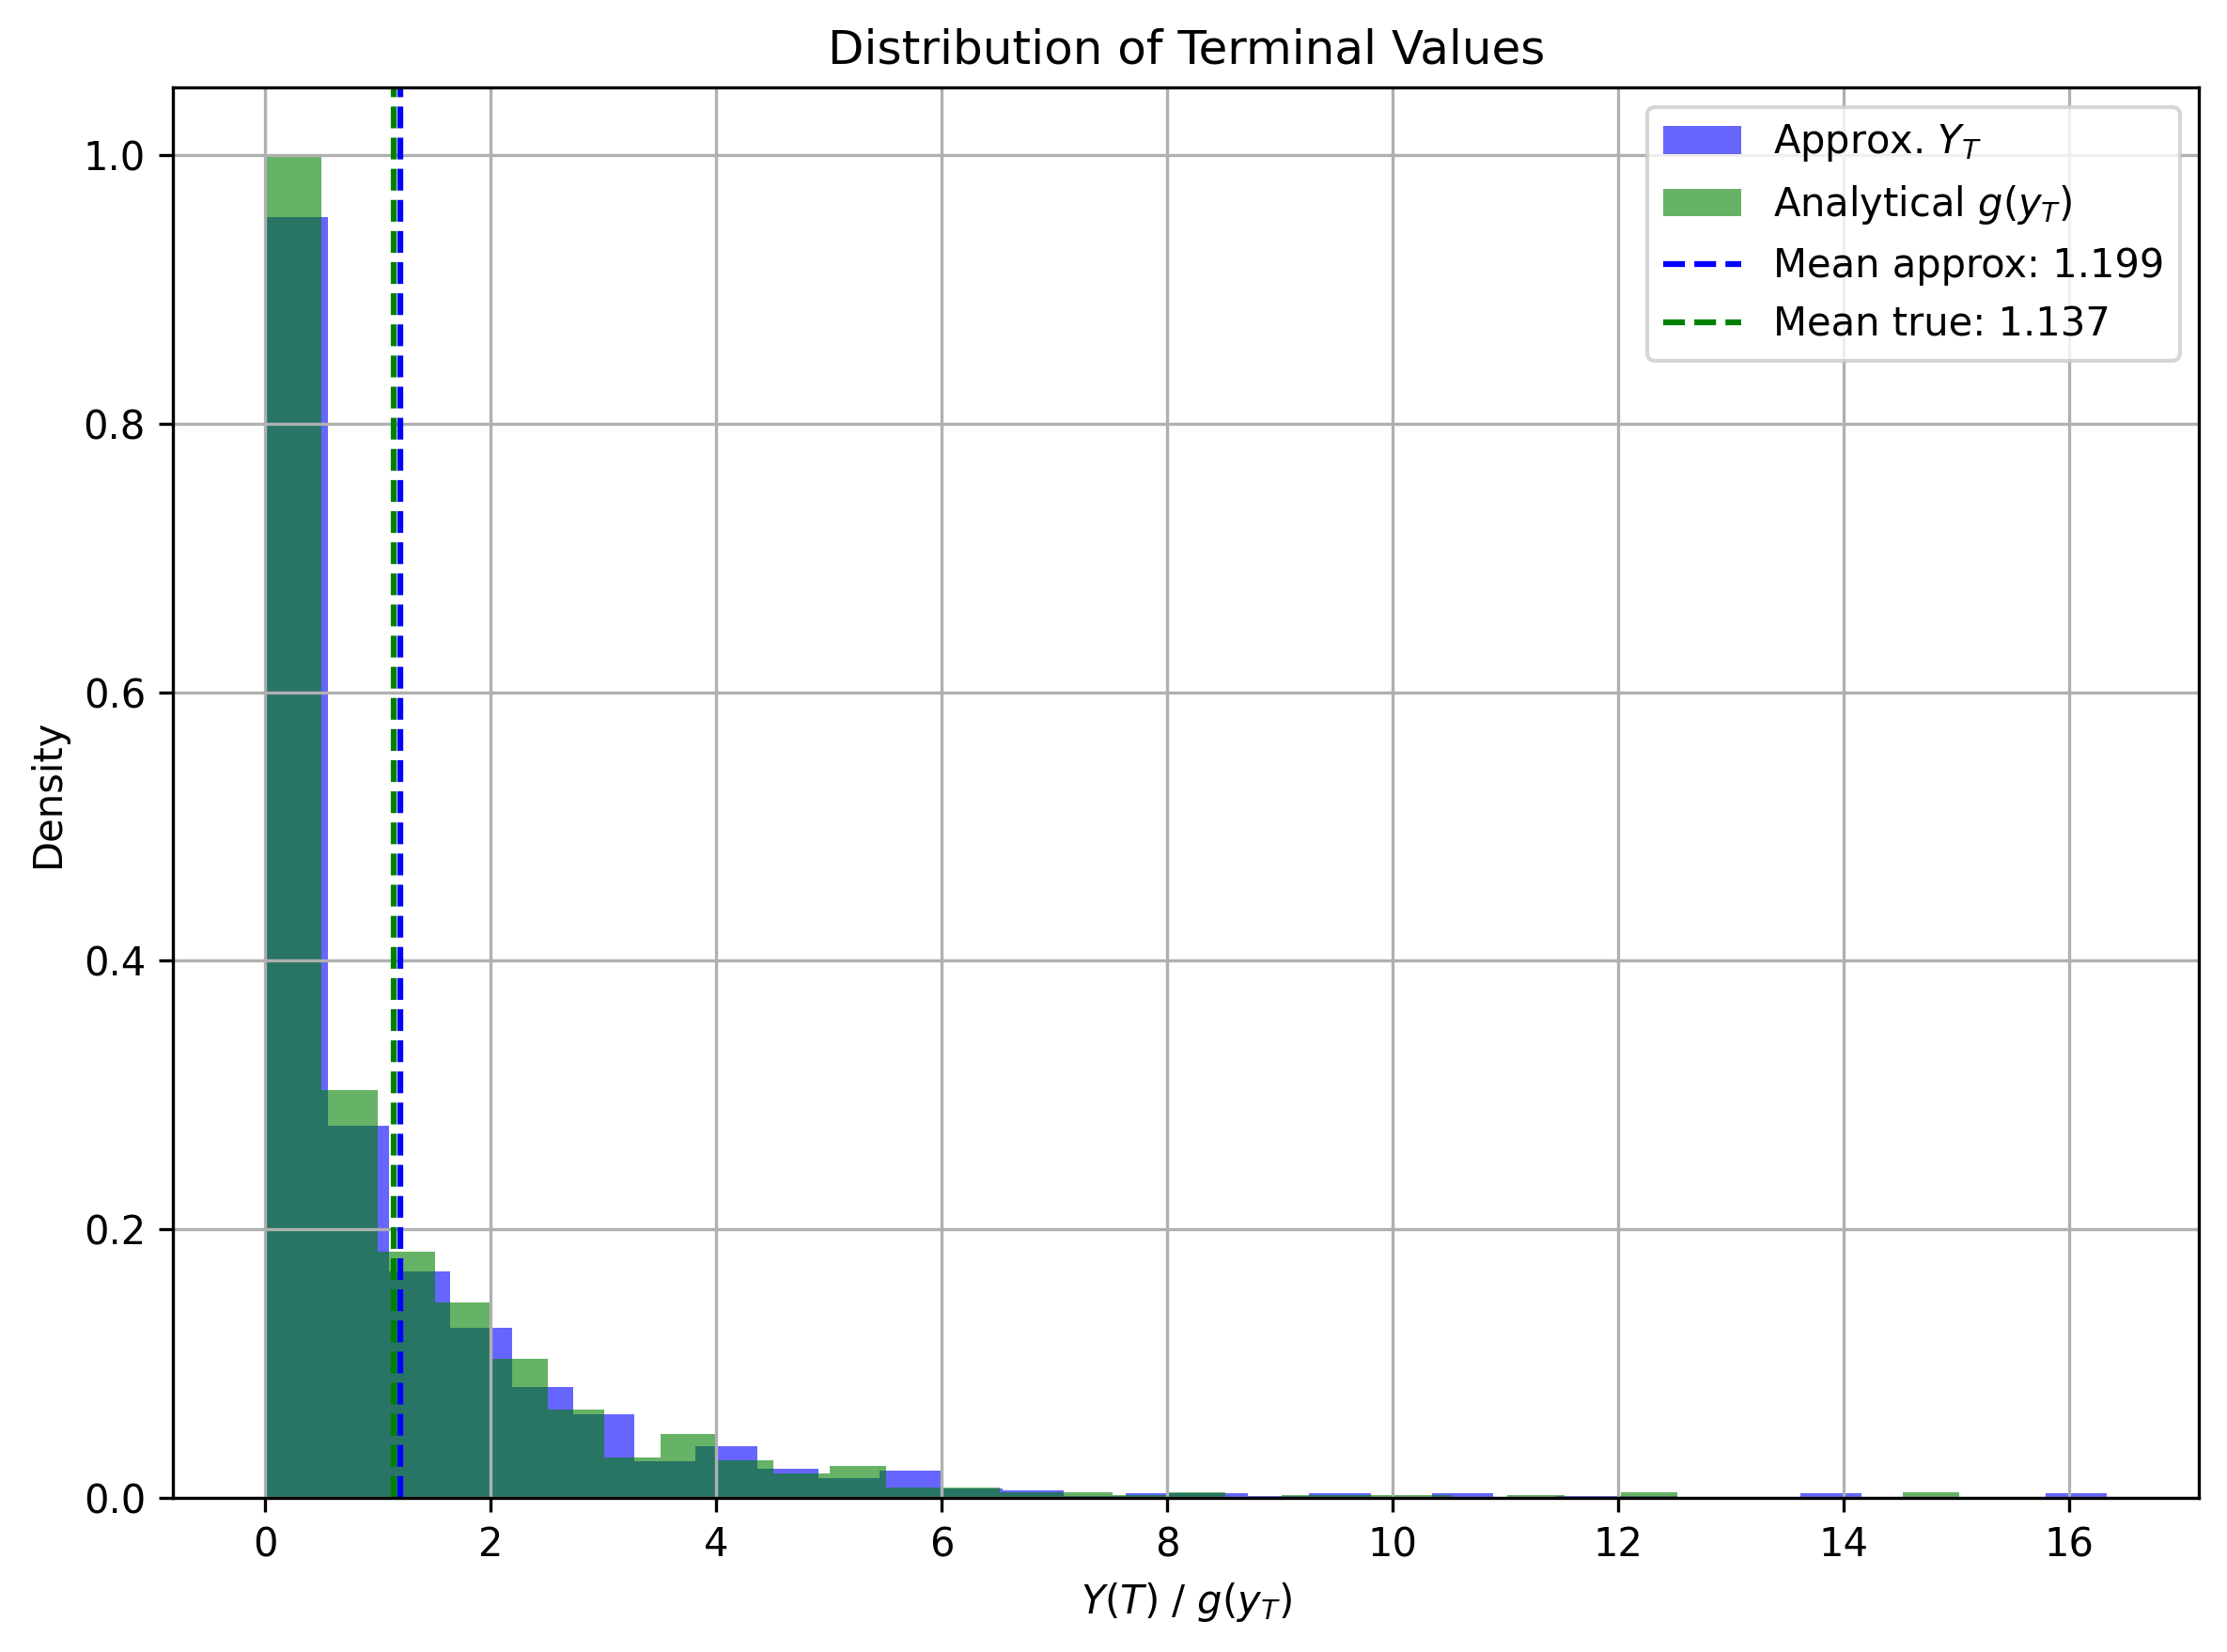 Distribution of Terminal Values
Approx. $Y_T$
Analytical $g(y_T)$
Mean approx: 1.199
Mean true: 1.137
Density
1.0
0.8
0.6
0.4
0.2
0.0
0 2 4 6 8 10 12 14 16
$Y(T)$ / $g(y_T)$